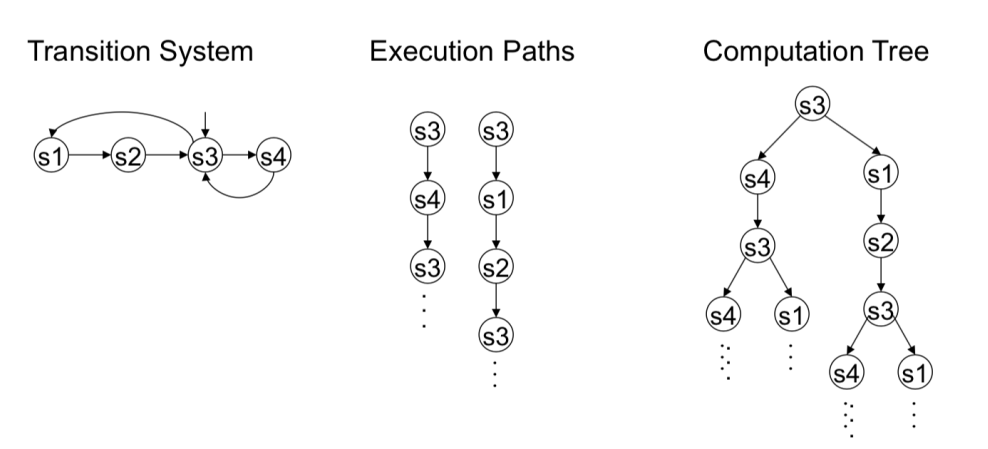 Transition System
Execution Paths
Computation Tree
s1 s2 s3 s4
s3 s3
s4 s1
s3 s2
s3
s3
s4 s1
s3 s2
s4 s1 s3
s4 s1